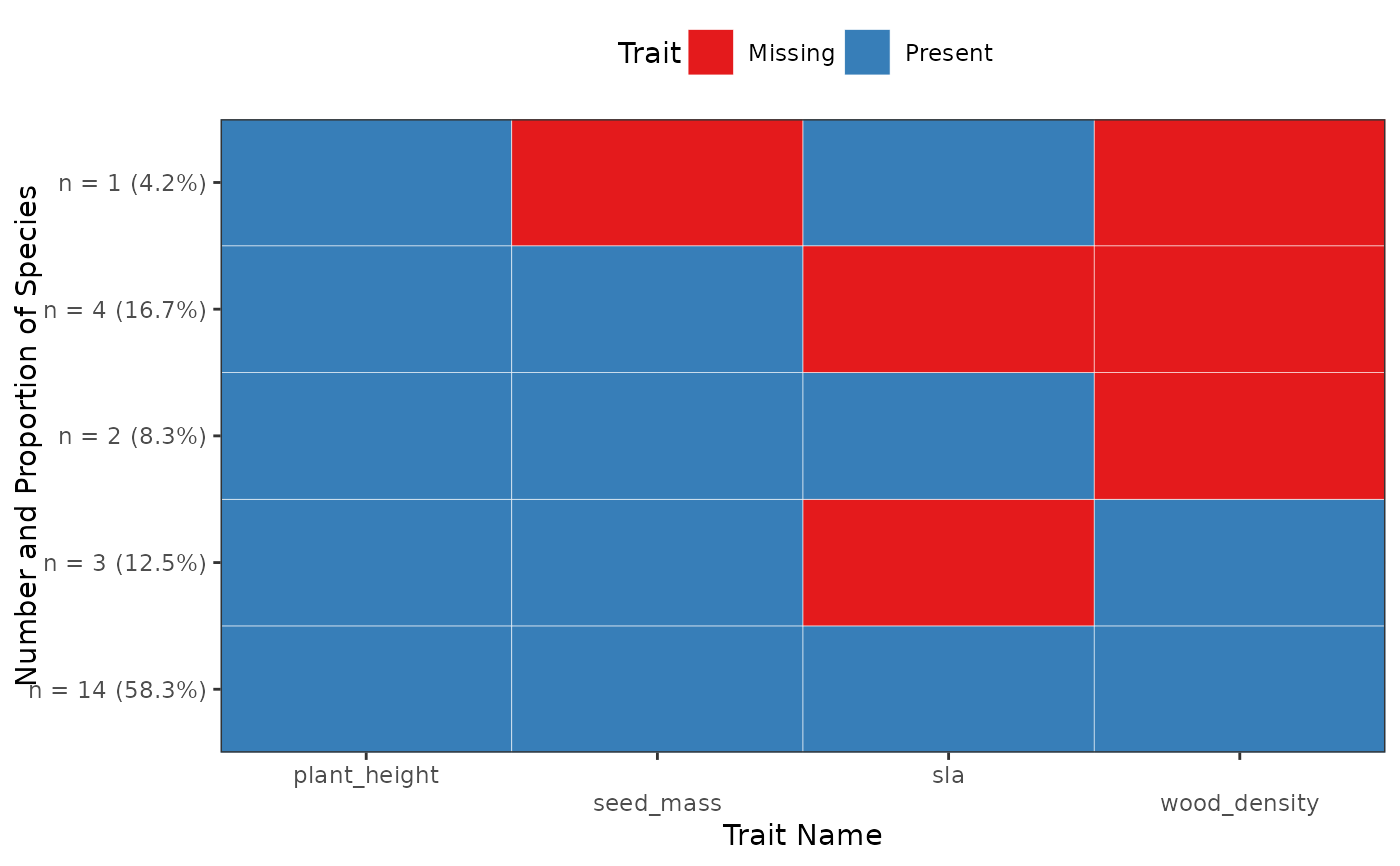 Trait Missing Present
Number and Proportion of Species
n = 1 (4.2%)
n = 4 (16.7%)
n = 2 (8.3%)
n = 3 (12.5%)
n = 14 (58.3%)
plant_height
seed_mass
sla
wood_density
Trait Name